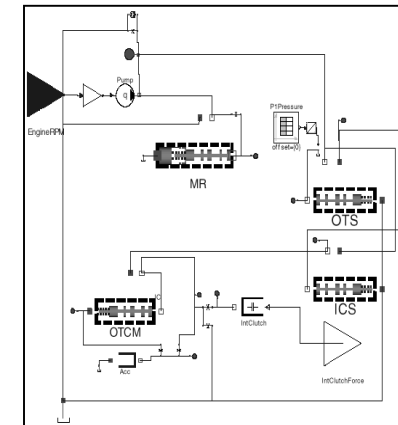 Pump
EngineRPM
P1Pressure
offset={0}
MR
OTS
OTCM
ICS
IntClutch
Acc
IntClutchForce